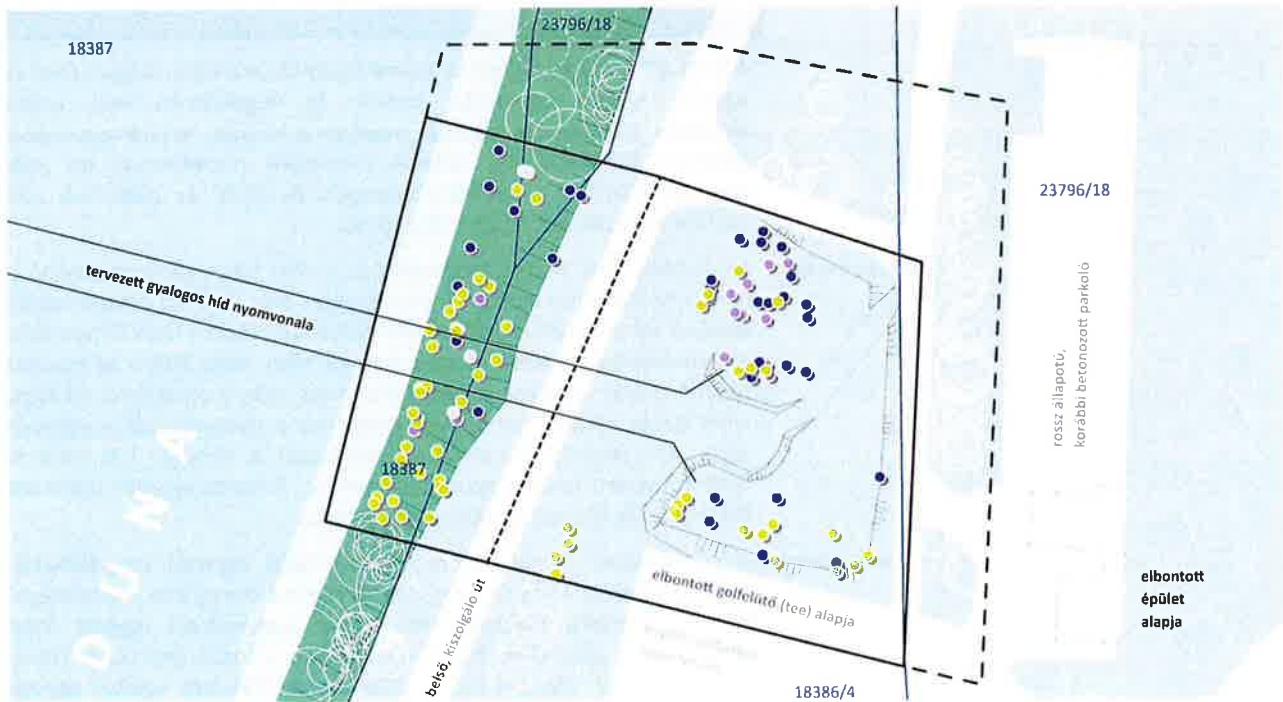 23796/18
18387
23796/18
tervezett gyalogos híd nyomvonala
rossz állapotú,
korábbi betonozott parkoló
18387
DUNA
elbontott golfelütő (tee) alapja
elbontott
épület
alapja
belső, kiszolgáló út
18386/4